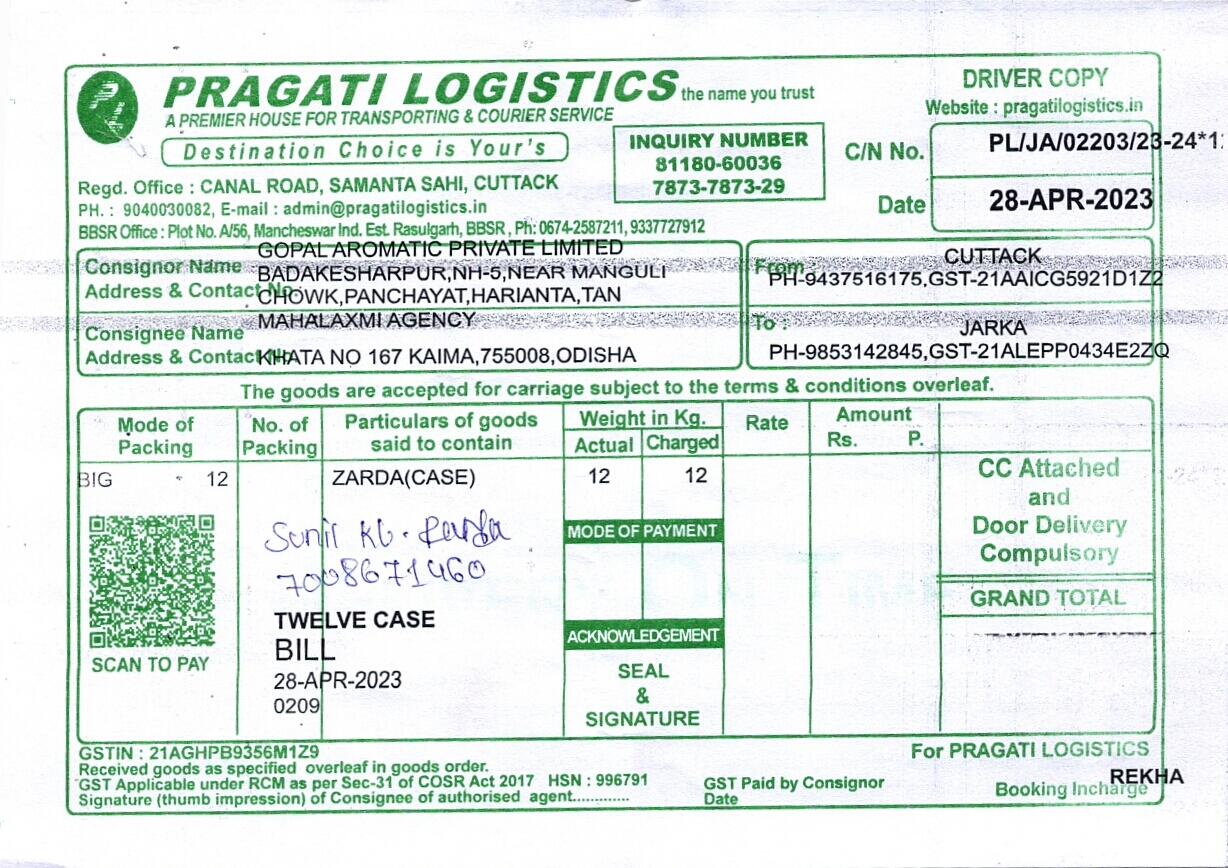 PRAGATI LOGISTICS the name you trust
A PREMIER HOUSE FOR TRANSPORTING & COURIER SERVICE
Destination Choice is Your's
Regd. Office : CANAL ROAD, SAMANTA SAHI, CUTTACK
PH. : 9040030082, E-mail : admin@pragatilogistics.in
BBSR Office : Plot No. A/56, Mancheswar Ind. Est. Rasulgarh, BBSR, Ph: 0674-2587211, 9337727912
INQUIRY NUMBER
81180-60036
7873-7873-29
DRIVER COPY
Website : pragatilogistics.in
C/N No. PL/JA/02203/23-24*1
Date 28-APR-2023
Consignor Name
Address & Contact No.
GOPAL AROMATIC PRIVATE LIMITED
BADAKESHARPUR,NH-5,NEAR MANGULI
CHOWK,PANCHAYAT,HARIANTA,TAN
From : CUTTACK
PH-9437516175,GST-21AAICG5921D1Z2
Consignee Name
Address & Contact
MAHALAXMI AGENCY
KHATA NO 167 KAIMA,755008,ODISHA
To : JARKA
PH-9853142845,GST-21ALEPP0434E2ZQ
The goods are accepted for carriage subject to the terms & conditions overleaf.
Mode of Packing
No. of Packing
Particulars of goods said to contain
Weight in Kg.
Actual Charged
Rate
Amount
Rs. P.
BIG 12 ZARDA(CASE) 12 12
CC Attached
and
Door Delivery
Compulsory
GRAND TOTAL
Sunil
7008671460
TWELVE CASE
BILL
28-APR-2023
0209
SCAN TO PAY
MODE OF PAYMENT
ACKNOWLEDGEMENT
SEAL
&
SIGNATURE
GSTIN : 21AGHPB9356M1Z9
Received goods as specified overleaf in goods order.
GST Applicable under RCM as per Sec-31 of COSR Act 2017 HSN : 996791
Signature (thumb impression) of Consignee of authorised agent.............
GST Paid by Consignor
Date
For PRAGATI LOGISTICS
REKHA
Booking Incharge